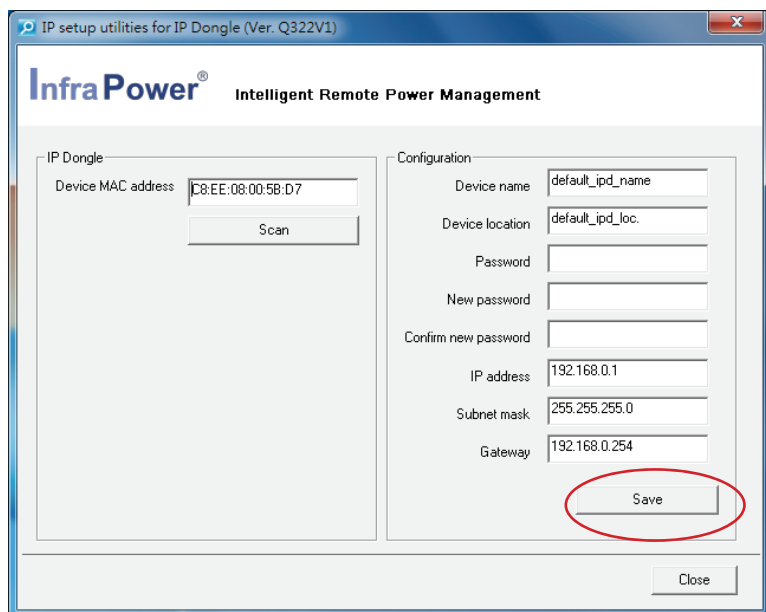 IP setup utilities for IP Dongle (Ver. Q322V1)
InfraPower® Intelligent Remote Power Management
IP Dongle
Device MAC address C8:EE:08:00:5B:D7
Scan
Configuration
Device name default_ipd_name
Device location default_ipd_loc.
Password
New password
Confirm new password
IP address 192.168.0.1
Subnet mask 255.255.255.0
Gateway 192.168.0.254
Save
Close